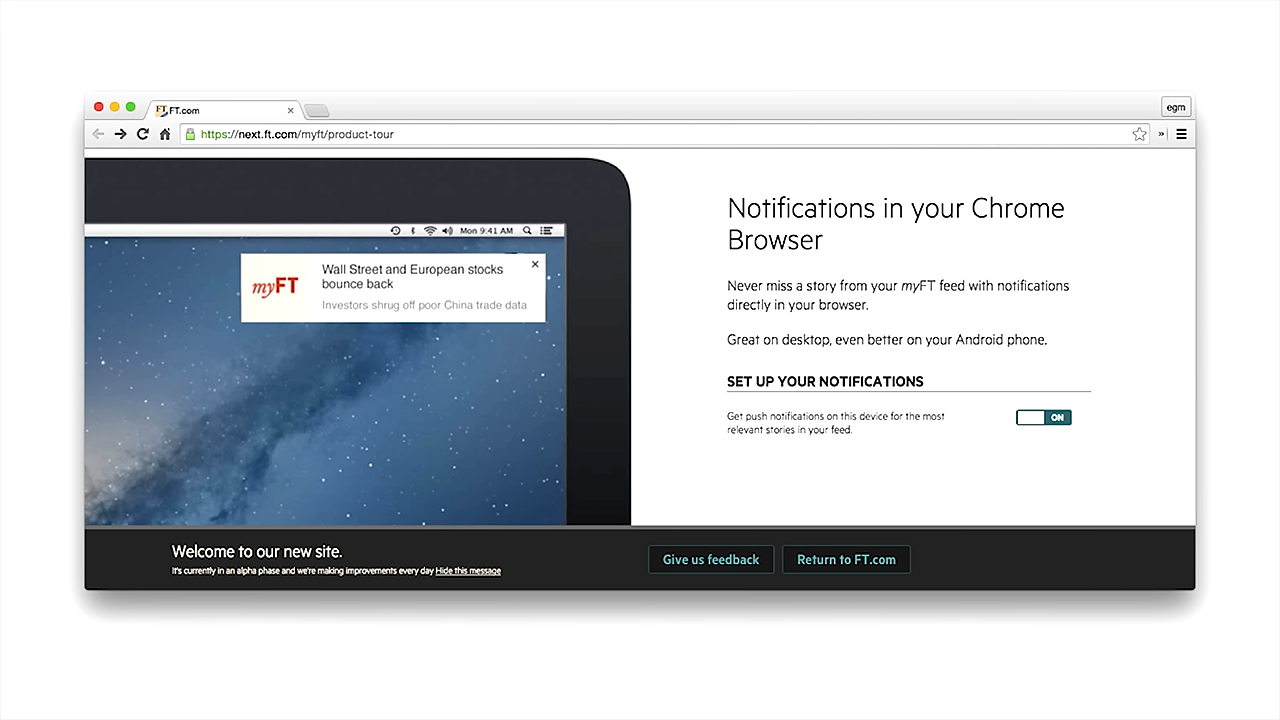 FT.com
egm
https://next.ft.com/myft/product-tour
Mon 9:41 AM
myFT
Wall Street and European stocks
bounce back
Investors shrug off poor China trade data
Notifications in your Chrome
Browser
Never miss a story from your myFT feed with notifications
directly in your browser.
Great on desktop, even better on your Android phone.
SET UP YOUR NOTIFICATIONS
Get push notifications on this device for the most
relevant stories in your feed.
ON
Welcome to our new site.
It's currently in an alpha phase and we're making improvements every day Hide this message
Give us feedback
Return to FT.com